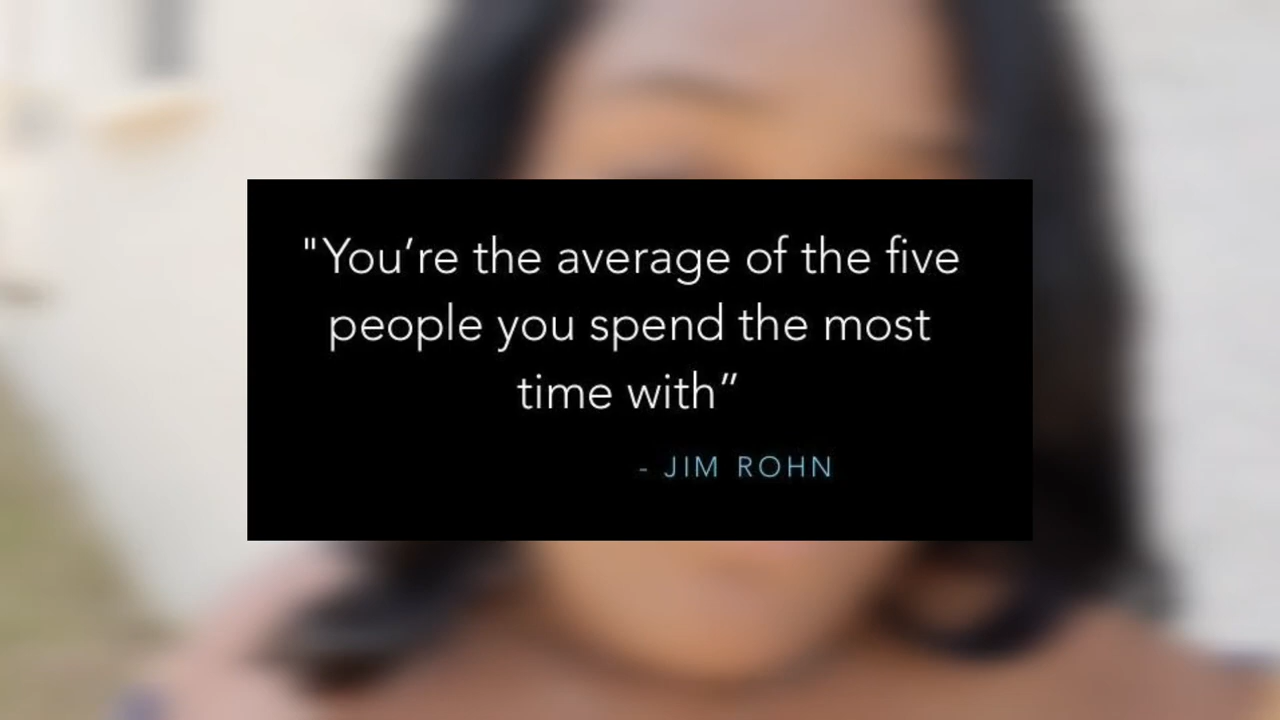 "You’re the average of the five
people you spend the most
time with”
- JIM ROHN